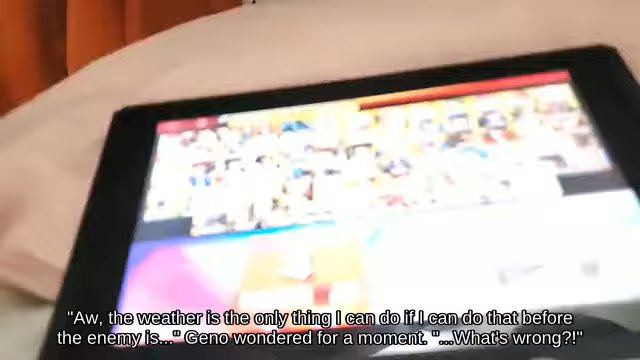 "Aw, the weather is the only thing I can do if I can do that before
the enemy is..." Geno wondered for a moment. "...What's wrong?!"